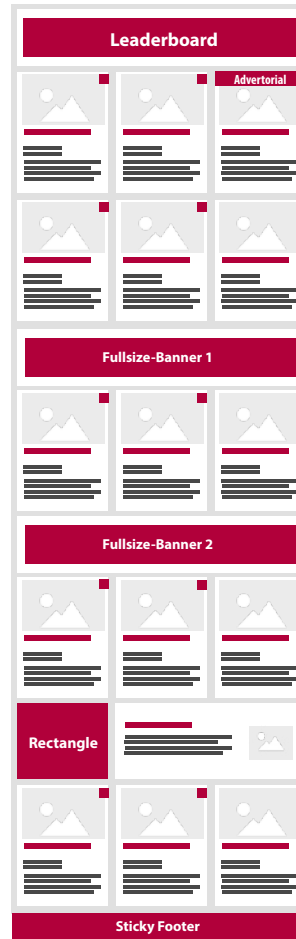 Leaderboard
Advertorial
Fullsize-Banner 1
Fullsize-Banner 2
Rectangle
Sticky Footer